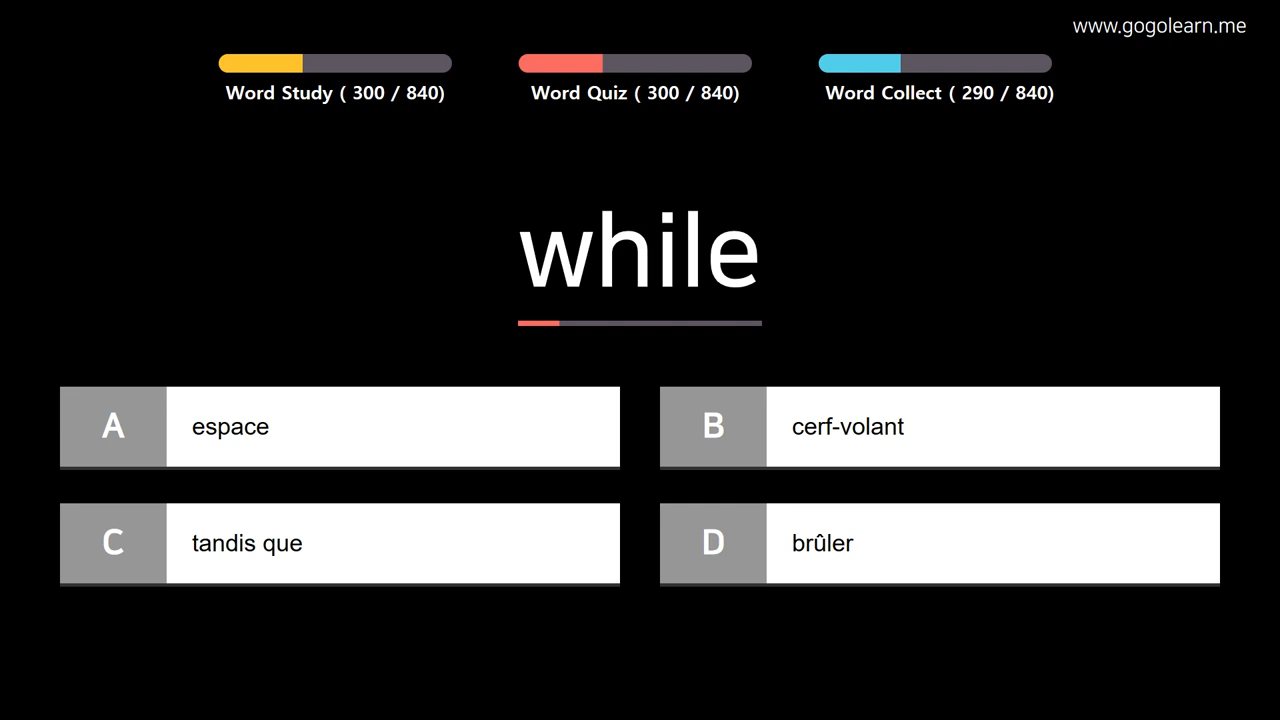 www.gogolearn.me
Word Study ( 300 / 840)
Word Quiz ( 300 / 840)
Word Collect ( 290 / 840)
while
A espace
B cerf-volant
C tandis que
D brûler